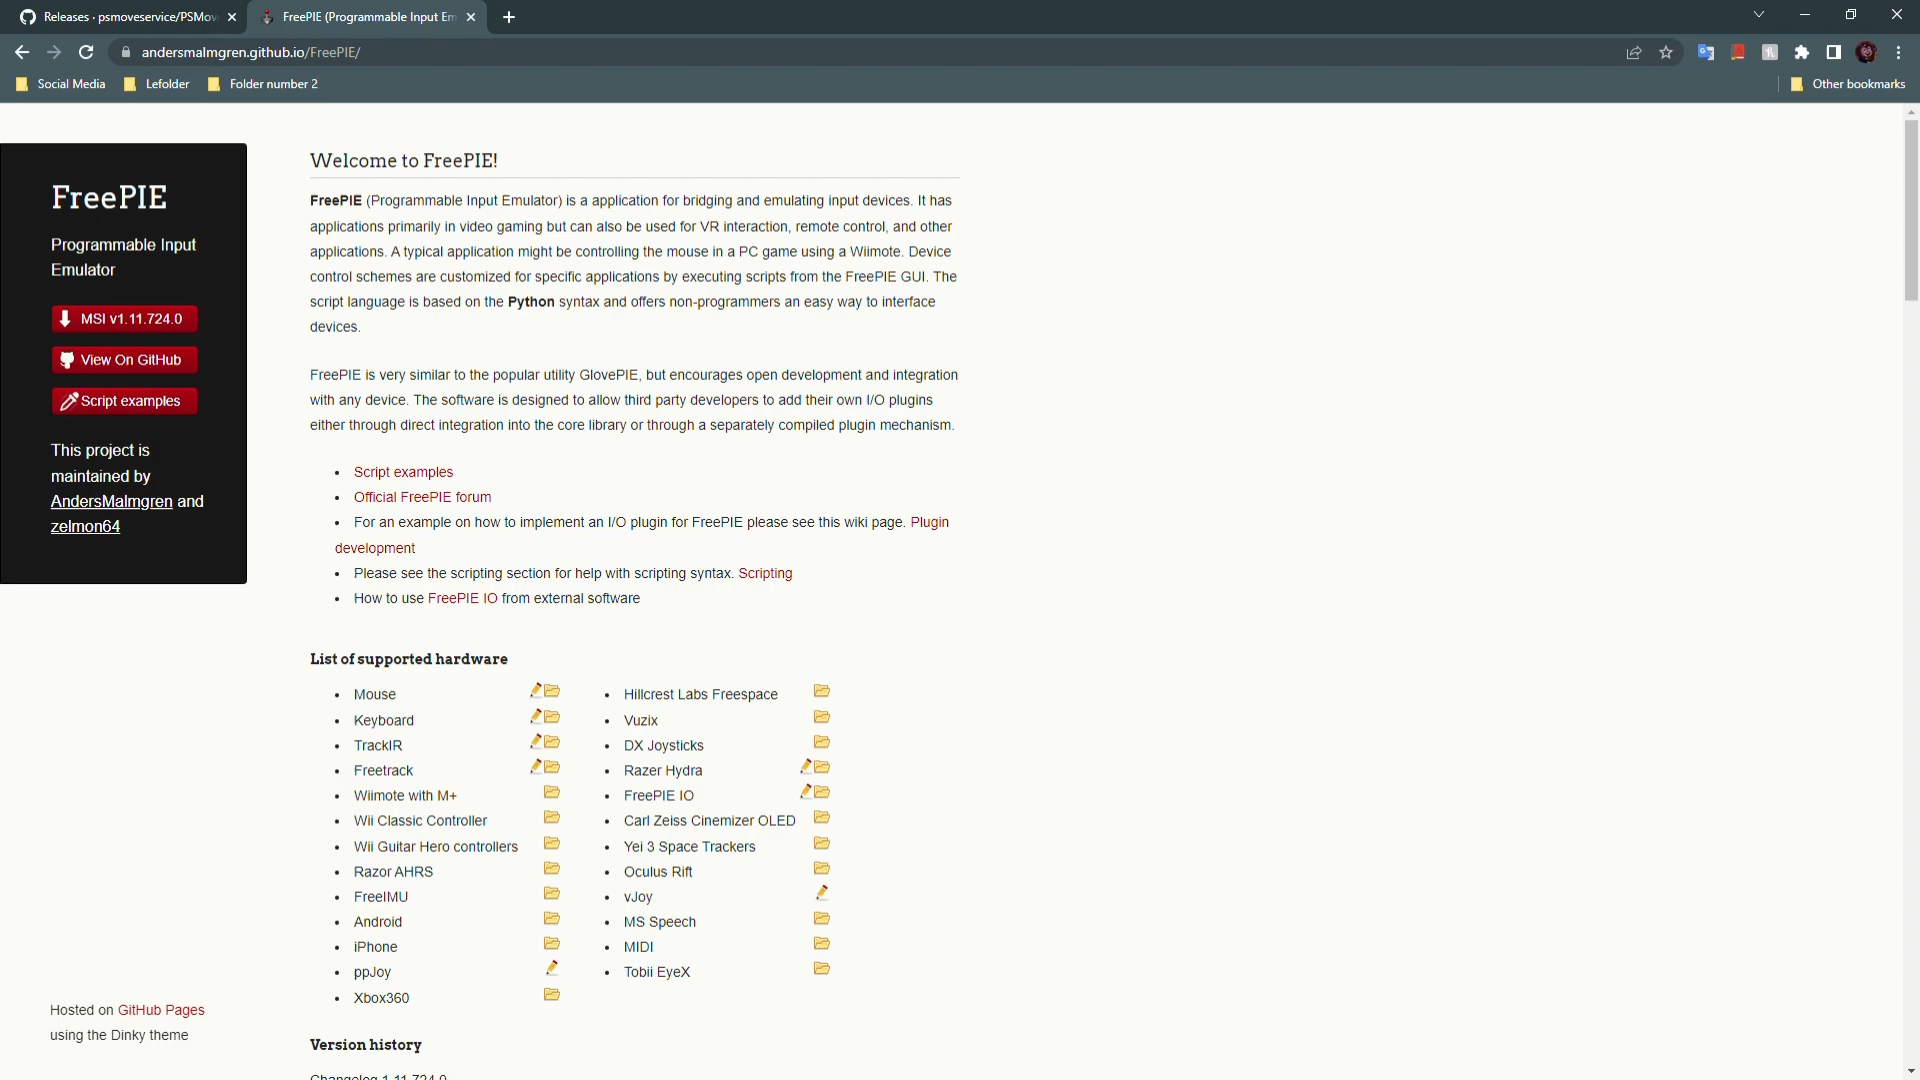 Releases · psmoveservice/PSMov
FreePIE (Programmable Input Em
andersmalmgren.github.io/FreePIE/
Social Media
Lefolder
Folder number 2
Other bookmarks
FreePIE
Programmable Input
Emulator
MSI v1.11.724.0
View On GitHub
Script examples
This project is
maintained by
AndersMalmgren and
zelmon64
Hosted on GitHub Pages
using the Dinky theme
Welcome to FreePIE!
FreePIE (Programmable Input Emulator) is a application for bridging and emulating input devices. It has
applications primarily in video gaming but can also be used for VR interaction, remote control, and other
applications. A typical application might be controlling the mouse in a PC game using a Wiimote. Device
control schemes are customized for specific applications by executing scripts from the FreePIE GUI. The
script language is based on the Python syntax and offers non-programmers an easy way to interface
devices.
FreePIE is very similar to the popular utility GlovePIE, but encourages open development and integration
with any device. The software is designed to allow third party developers to add their own I/O plugins
either through direct integration into the core library or through a separately compiled plugin mechanism.
Script examples
Official FreePIE forum
For an example on how to implement an I/O plugin for FreePIE please see this wiki page. Plugin
development
Please see the scripting section for help with scripting syntax. Scripting
How to use FreePIE IO from external software
List of supported hardware
Mouse
Keyboard
TrackIR
Freetrack
Wiimote with M+
Wii Classic Controller
Wii Guitar Hero controllers
Razor AHRS
FreeIMU
Android
iPhone
ppJoy
Xbox360
Hillcrest Labs Freespace
Vuzix
DX Joysticks
Razer Hydra
FreePIE IO
Carl Zeiss Cinemizer OLED
Yei 3 Space Trackers
Oculus Rift
vJoy
MS Speech
MIDI
Tobii EyeX
Version history
Changelog 1.11.724.0